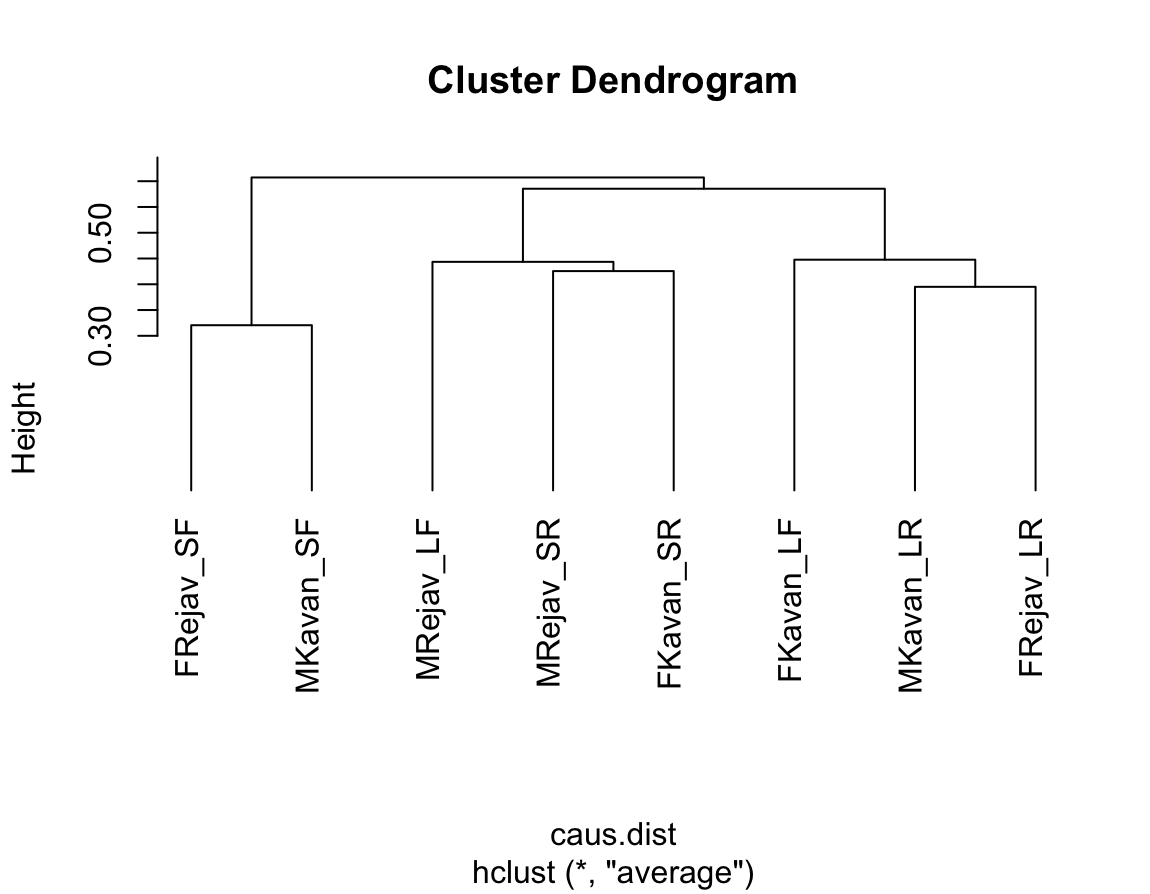 Cluster Dendrogram
Height
0.50
0.30
FRejav_SF
MKavan_SF
MRejav_LF
MRejav_SR
FKavan_SR
FKavan_LF
MKavan_LR
FRejav_LR
caus.dist
hclust (*, "average")